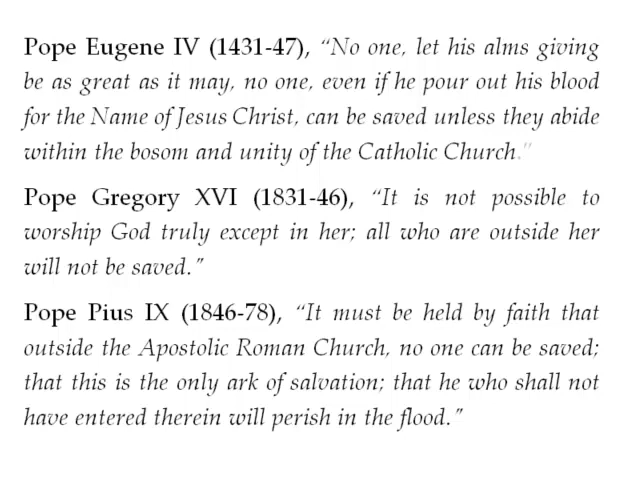 Pope Eugene IV (1431-47), “No one, let his alms giving
be as great as it may, no one, even if he pour out his blood
for the Name of Jesus Christ, can be saved unless they abide
within the bosom and unity of the Catholic Church.”
Pope Gregory XVI (1831-46), “It is not possible to
worship God truly except in her; all who are outside her
will not be saved.”
Pope Pius IX (1846-78), “It must be held by faith that
outside the Apostolic Roman Church, no one can be saved;
that this is the only ark of salvation; that he who shall not
have entered therein will perish in the flood.”